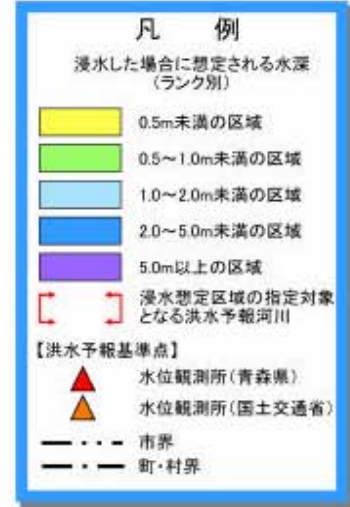 凡 例
浸水した場合に想定される水深
(ランク別)
0.5m未満の区域
0.5～1.0m未満の区域
1.0～2.0m未満の区域
2.0～5.0m未満の区域
5.0m以上の区域
浸水想定区域の指定対象
となる洪水予報河川
【洪水予報基準点】
水位観測所(青森県)
水位観測所(国土交通省)
市界
町・村界